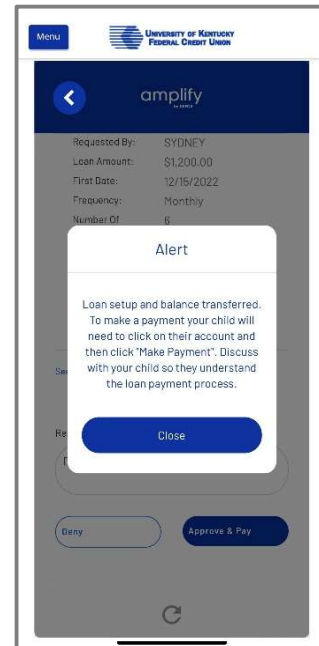 Menu
UNIVERSITY OF KENTUCKY
FEDERAL CREDIT UNION
amplify
Requested By: SYDNEY
Loan Amount: $1,200.00
First Date: 12/15/2022
Frequency: Monthly
Number Of 6
Alert
Loan setup and balance transferred.
To make a payment your child will
need to click on their account and
then click "Make Payment". Discuss
with your child so they understand
the loan payment process.
Close
Deny
Approve & Pay